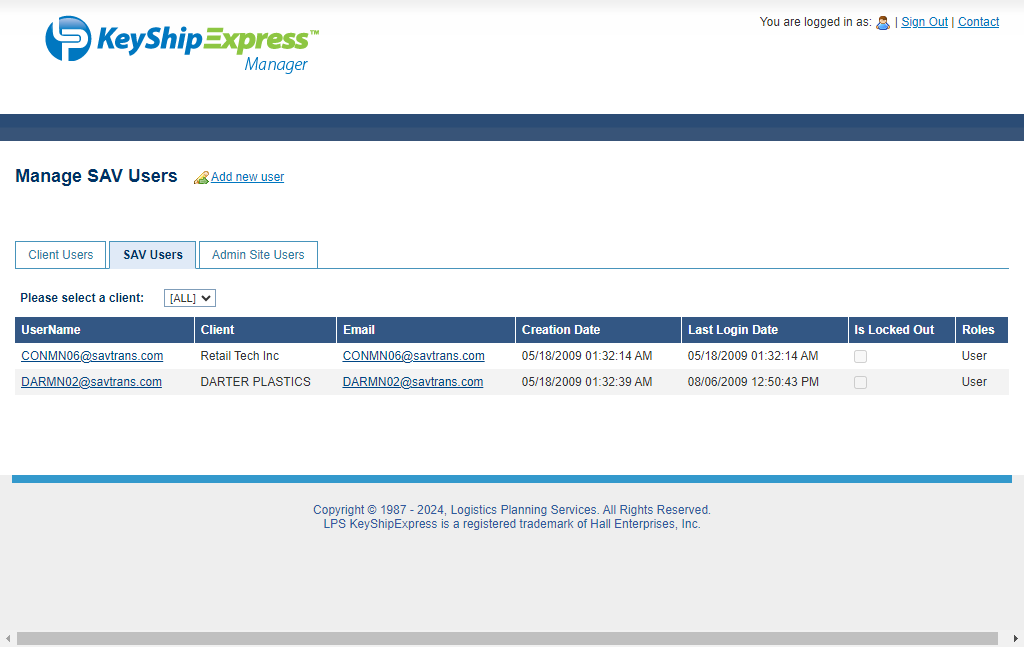 KeyShipExpress™
Manager
You are logged in as: | Sign Out | Contact
Manage SAV Users Add new user
Client Users SAV Users Admin Site Users
Please select a client: [ALL]
UserName Client Email Creation Date Last Login Date Is Locked Out Roles
CONMN06@savtrans.com Retail Tech Inc CONMN06@savtrans.com 05/18/2009 01:32:14 AM 05/18/2009 01:32:14 AM User
DARMN02@savtrans.com DARTER PLASTICS DARMN02@savtrans.com 05/18/2009 01:32:39 AM 08/06/2009 12:50:43 PM User
Copyright © 1987 - 2024, Logistics Planning Services. All Rights Reserved.
LPS KeyShipExpress is a registered trademark of Hall Enterprises, Inc.